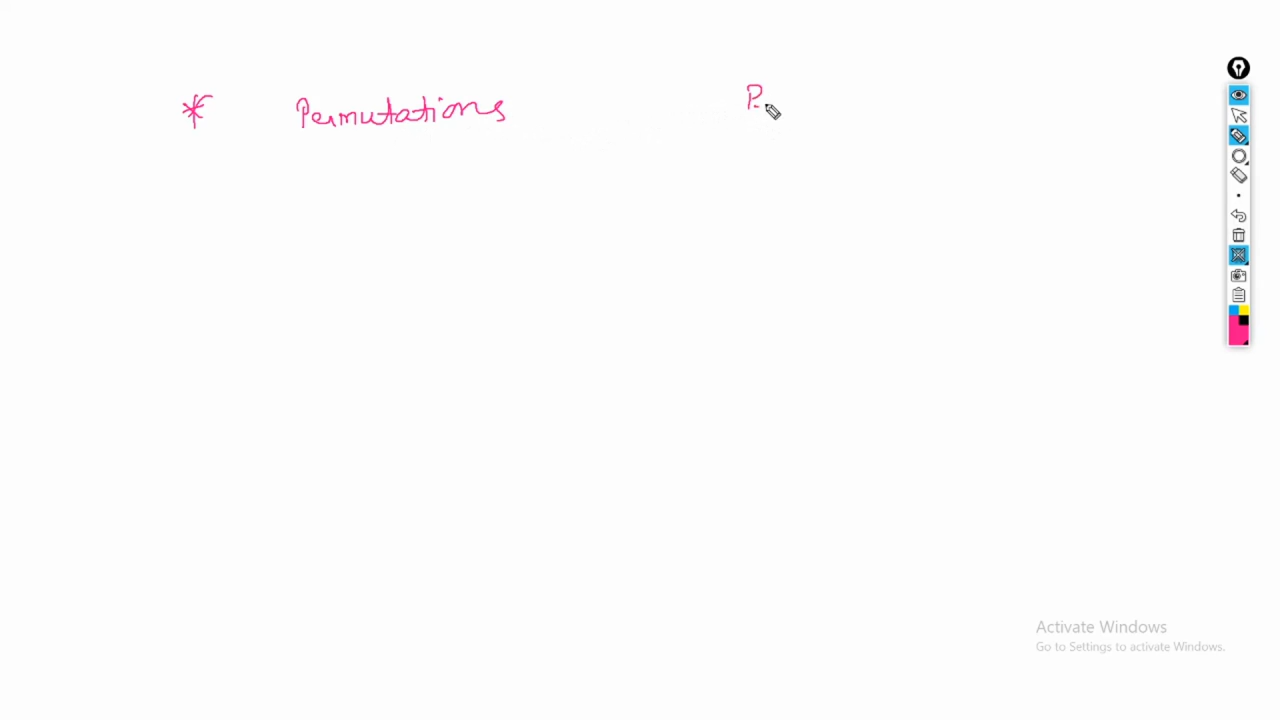 * Permutations P
Activate Windows
Go to Settings to activate Windows.